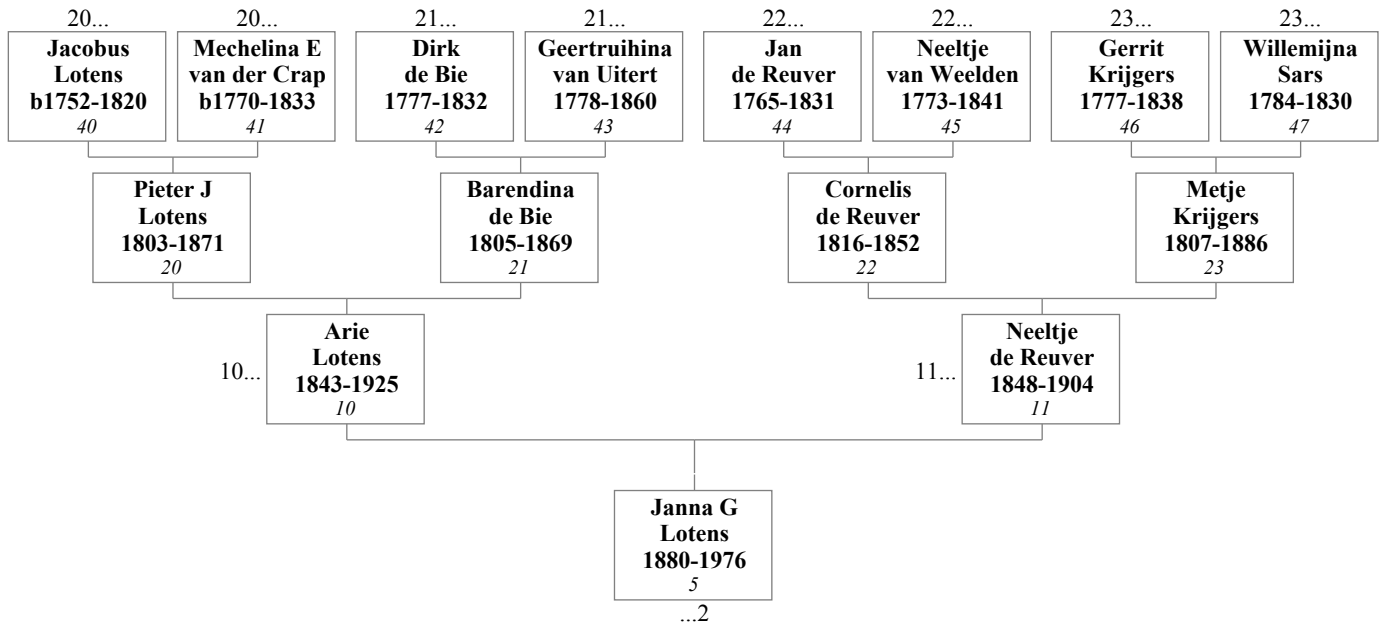 20...
Jacobus
Lotens
b1752-1820
40
20...
Mechelina E
van der Crap
b1770-1833
41
21...
Dirk
de Bie
1777-1832
42
21...
Geertruihina
van Uitert
1778-1860
43
22...
Jan
de Reuver
1765-1831
44
22...
Neeltje
van Weelden
1773-1841
45
23...
Gerrit
Krijgers
1777-1838
46
23...
Willemijna
Sars
1784-1830
47
Pieter J
Lotens
1803-1871
20
Barendina
de Bie
1805-1869
21
Cornelis
de Reuver
1816-1852
22
Metje
Krijgers
1807-1886
23
10...
Arie
Lotens
1843-1925
10
11...
Neeltje
de Reuver
1848-1904
11
Janna G
Lotens
1880-1976
5
...2